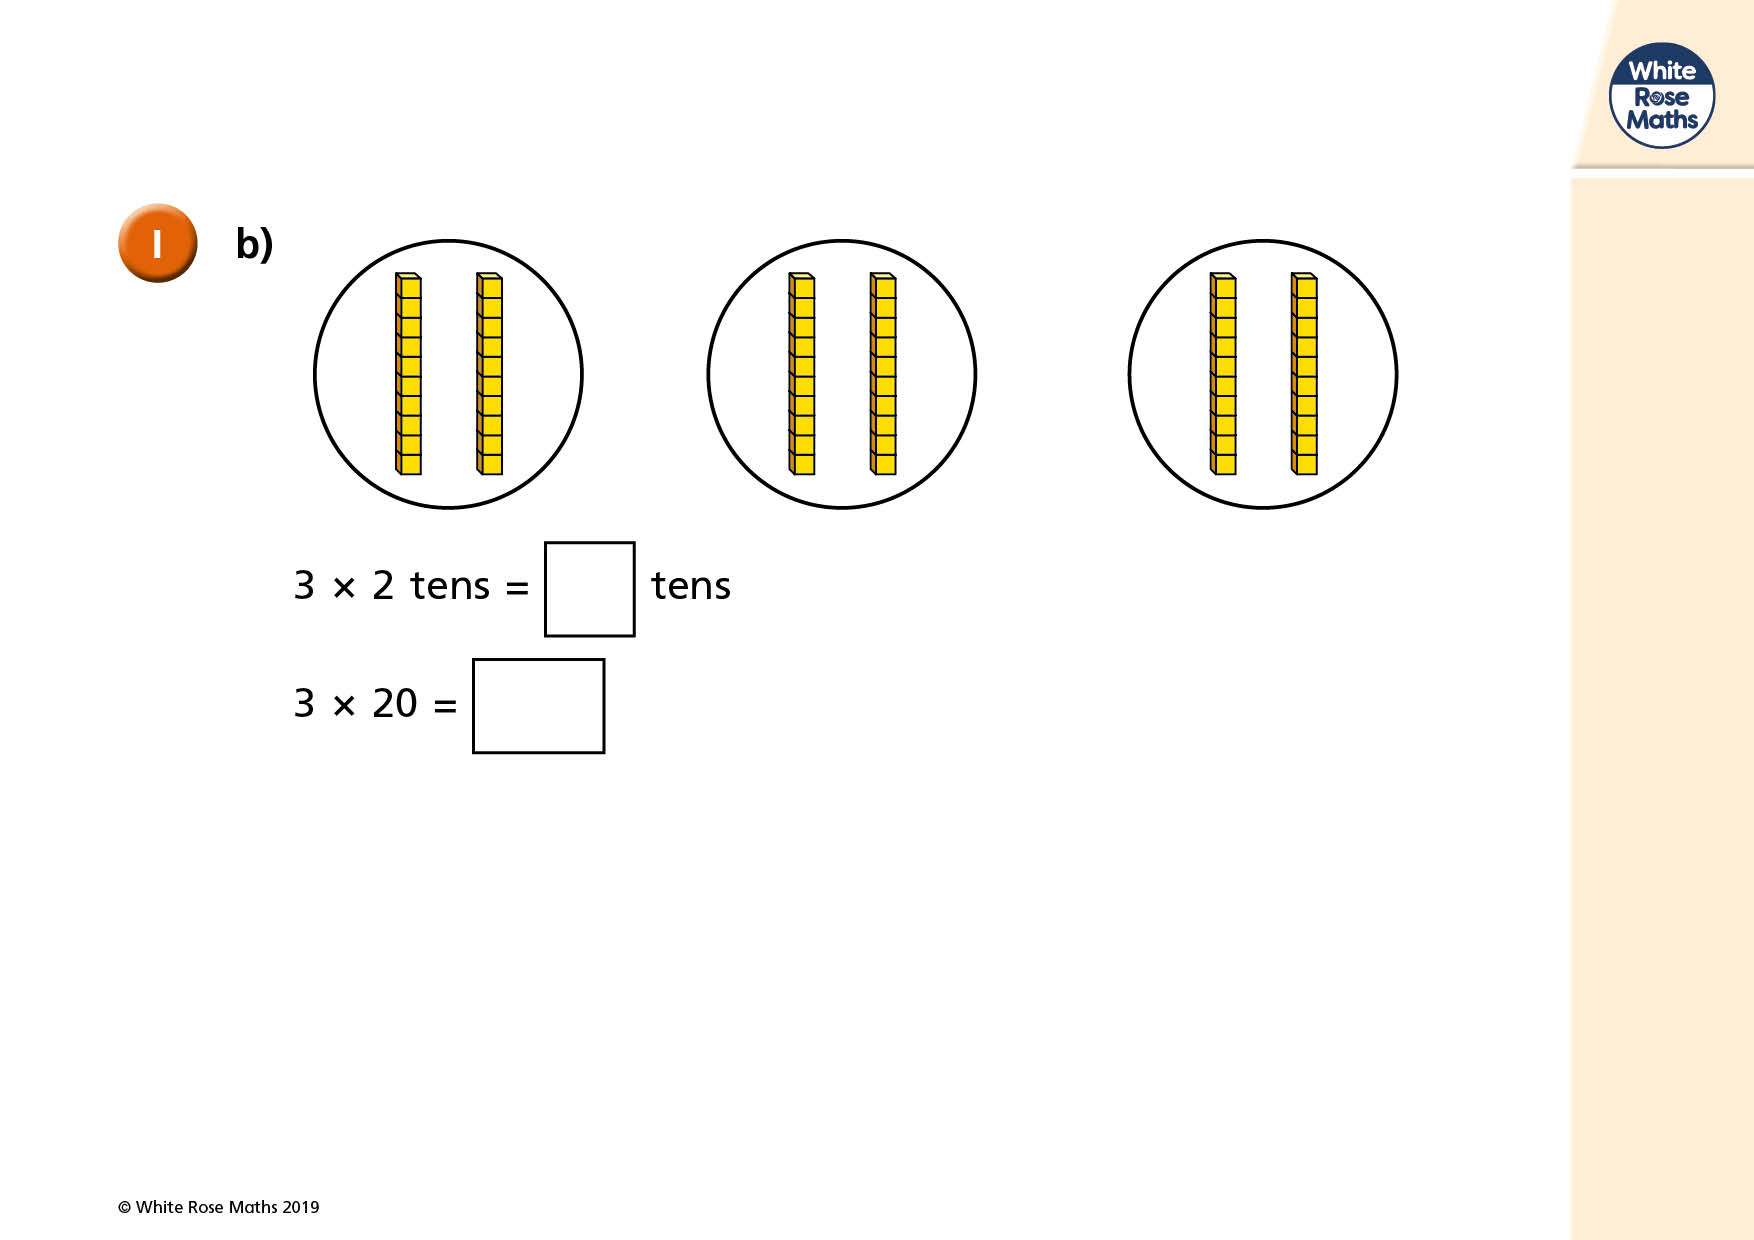 White
Rose
Maths
1 b)
3 × 2 tens = tens
3 × 20 =
© White Rose Maths 2019